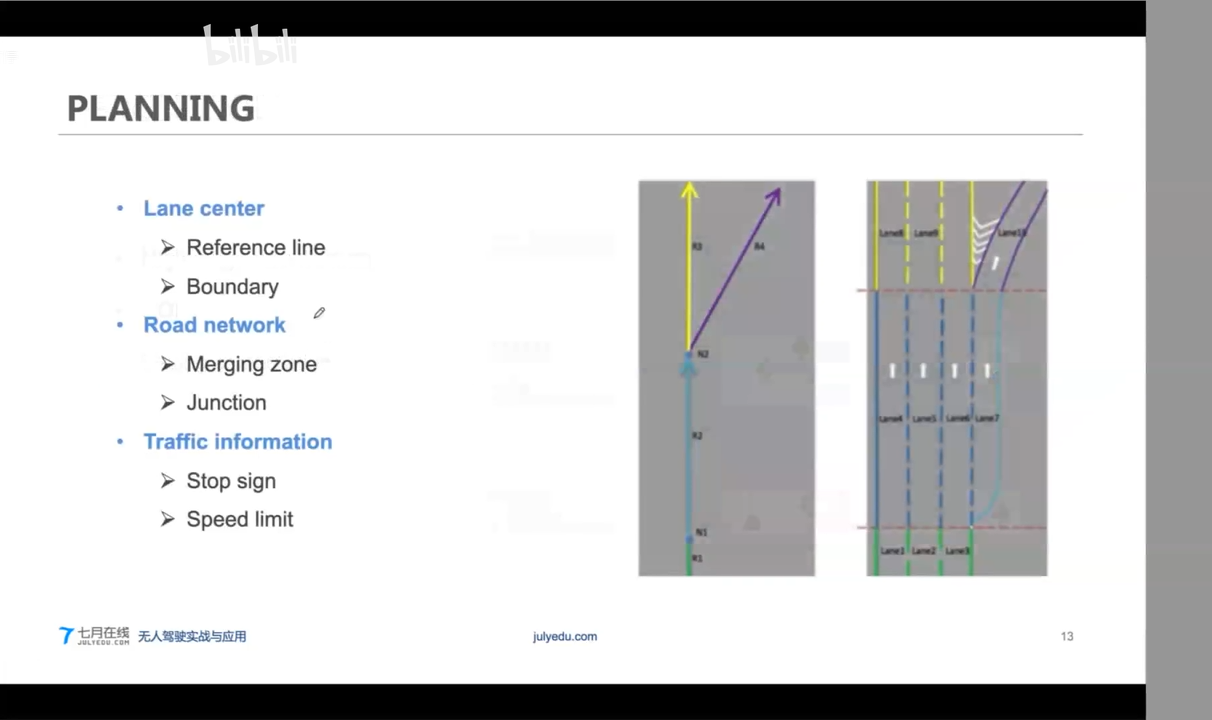 bilibili
PLANNING
• Lane center
➢ Reference line
➢ Boundary
• Road network
➢ Merging zone
➢ Junction
• Traffic information
➢ Stop sign
➢ Speed limit
R3
R4
N2
R2
N1
R1
Lane8 Lane9 Lane10
Lane4 Lane5 Lane6 Lane7
Lane1 Lane2 Lane3
七月在线
JULYEDU.COM
无人驾驶实战与应用
julyedu.com
13